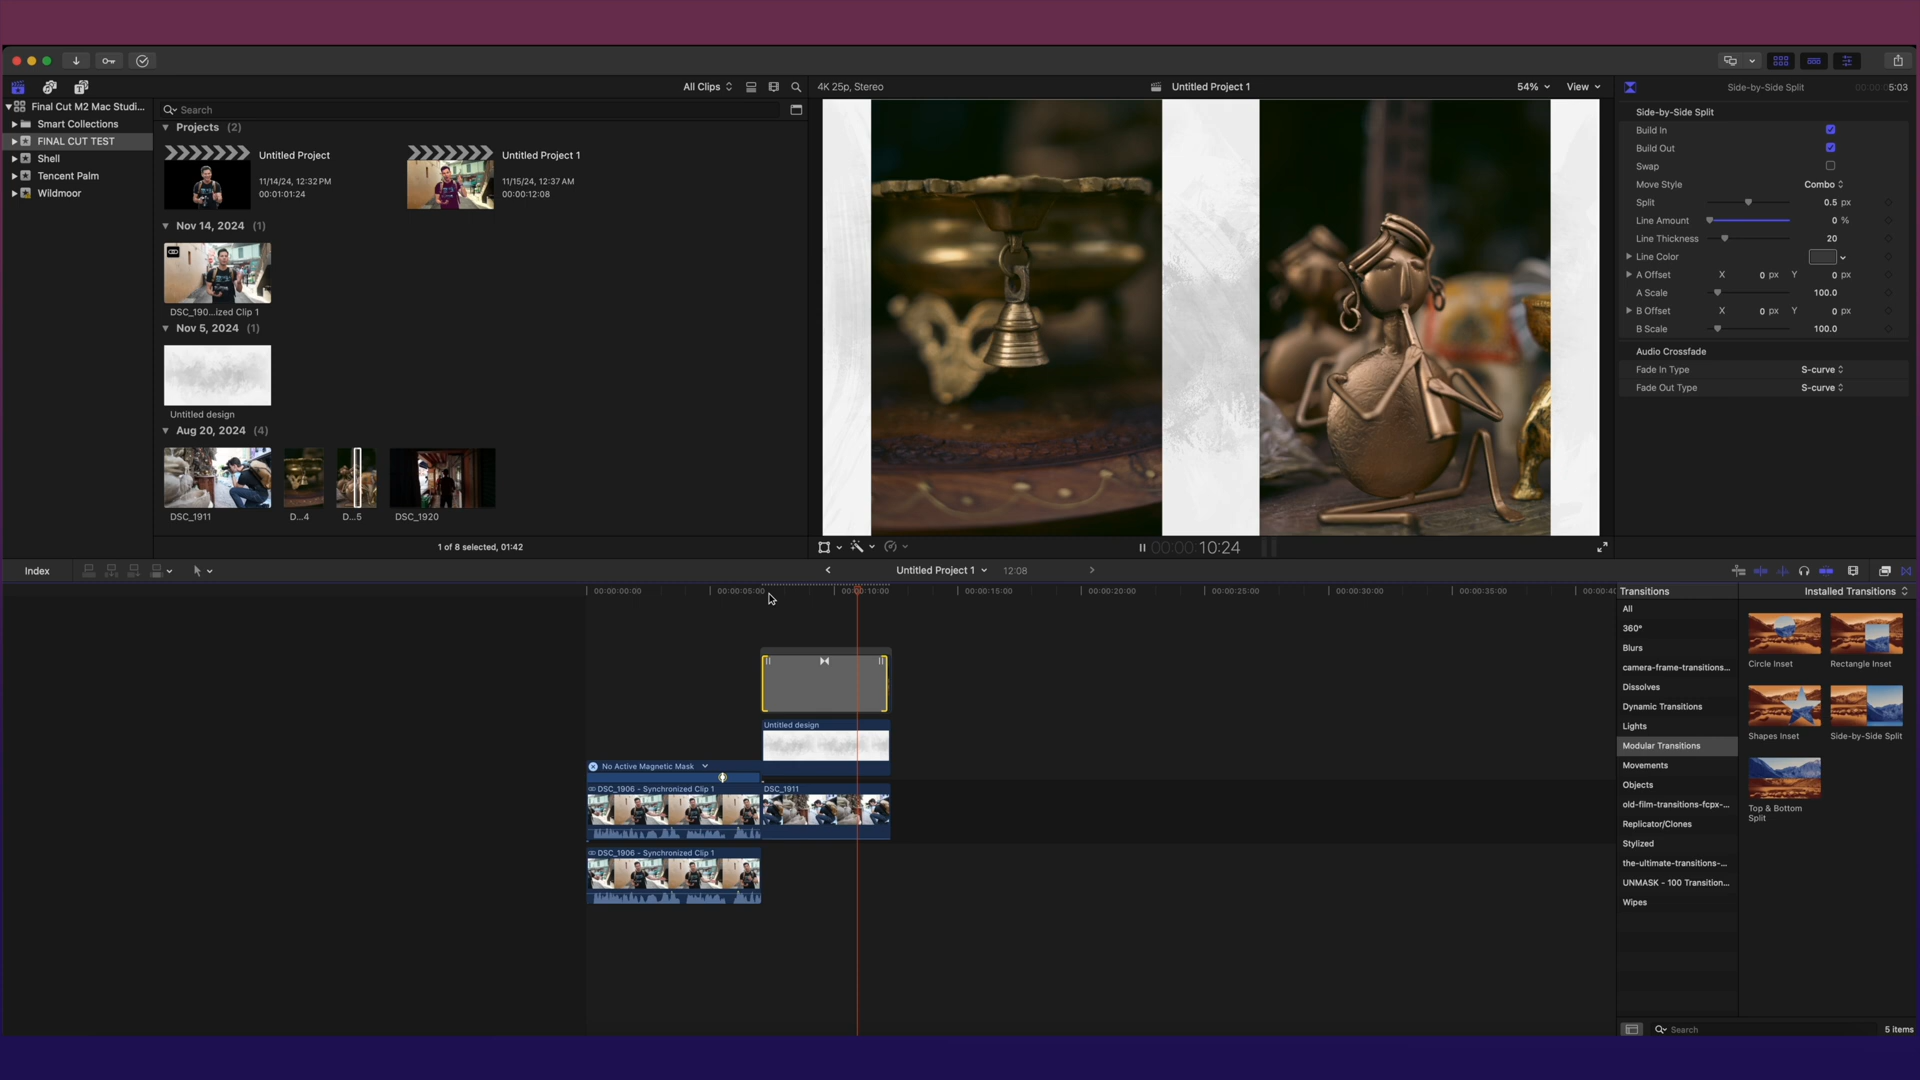 All Clips
4K 25p, Stereo
Untitled Project 1
54%
View
Side-by-Side Split
00:00:05:03
Final Cut M2 Mac Studi...
Smart Collections
FINAL CUT TEST
Shell
Tencent Palm
Wildmoor
Search
Projects (2)
Untitled Project
11/14/24, 12:32 PM
00:01:01:24
Untitled Project 1
11/15/24, 12:37 AM
00:00:12:08
Nov 14, 2024 (1)
DSC_190...ized Clip 1
Nov 5, 2024 (1)
Untitled design
Aug 20, 2024 (4)
DSC_1911
D...4
D...5
DSC_1920
1 of 8 selected, 01:42
00:00:10:24
Side-by-Side Split
Build In
Build Out
Swap
Move Style Combo
Split 0.5 px
Line Amount 0 %
Line Thickness 20
Line Color
A Offset X 0 px Y 0 px
A Scale 100.0
B Offset X 0 px Y 0 px
B Scale 100.0
Audio Crossfade
Fade In Type S-curve
Fade Out Type S-curve
Index
Untitled Project 1 12:08
00:00:00:00
00:00:05:00
00:00:10:00
00:00:15:00
00:00:20:00
00:00:25:00
00:00:30:00
00:00:35:00
00:00:40
Untitled design
No Active Magnetic Mask
DSC_1906 - Synchronized Clip 1
DSC_1911
DSC_1906 - Synchronized Clip 1
Transitions
Installed Transitions
All
360°
Blurs
camera-frame-transitions...
Dissolves
Dynamic Transitions
Lights
Modular Transitions
Movements
Objects
old-film-transitions-fcpx-...
Replicator/Clones
Stylized
the-ultimate-transitions-...
UNMASK - 100 Transition...
Wipes
Circle Inset
Rectangle Inset
Shapes Inset
Side-by-Side Split
Top & Bottom
Split
Search
5 items